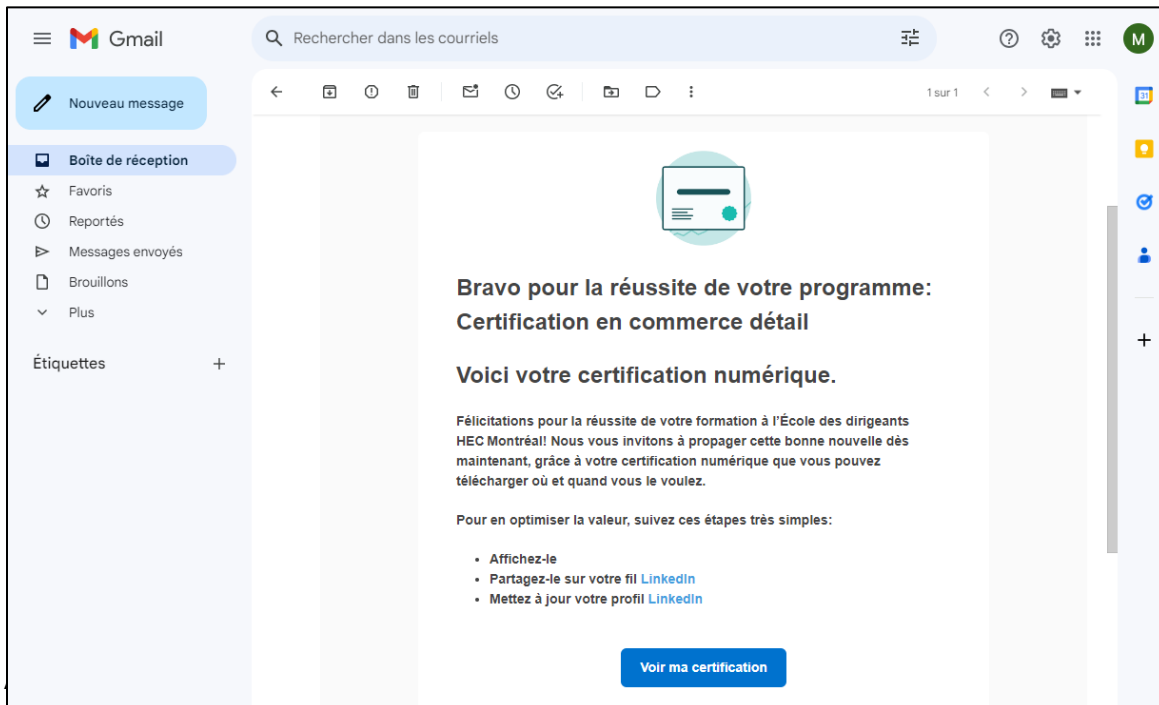 Gmail
Rechercher dans les courriels
M
Nouveau message
1 sur 1
31
Boîte de réception
Favoris
Reportés
Messages envoyés
Brouillons
Plus
Étiquettes
Bravo pour la réussite de votre programme:
Certification en commerce détail
Voici votre certification numérique.
Félicitations pour la réussite de votre formation à l'École des dirigeants
HEC Montréal! Nous vous invitons à propager cette bonne nouvelle dès
maintenant, grâce à votre certification numérique que vous pouvez
télécharger où et quand vous le voulez.
Pour en optimiser la valeur, suivez ces étapes très simples:
• Affichez-le
• Partagez-le sur votre fil LinkedIn
• Mettez à jour votre profil LinkedIn
Voir ma certification